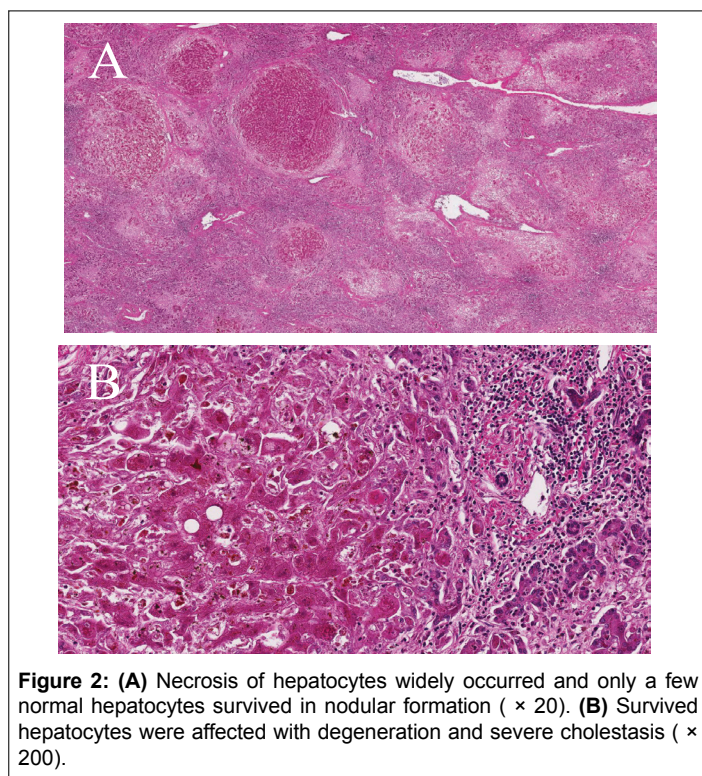 A
B
Figure 2: (A) Necrosis of hepatocytes widely occurred and only a few
normal hepatocytes survived in nodular formation ( × 20). (B) Survived
hepatocytes were affected with degeneration and severe cholestasis ( ×
200).